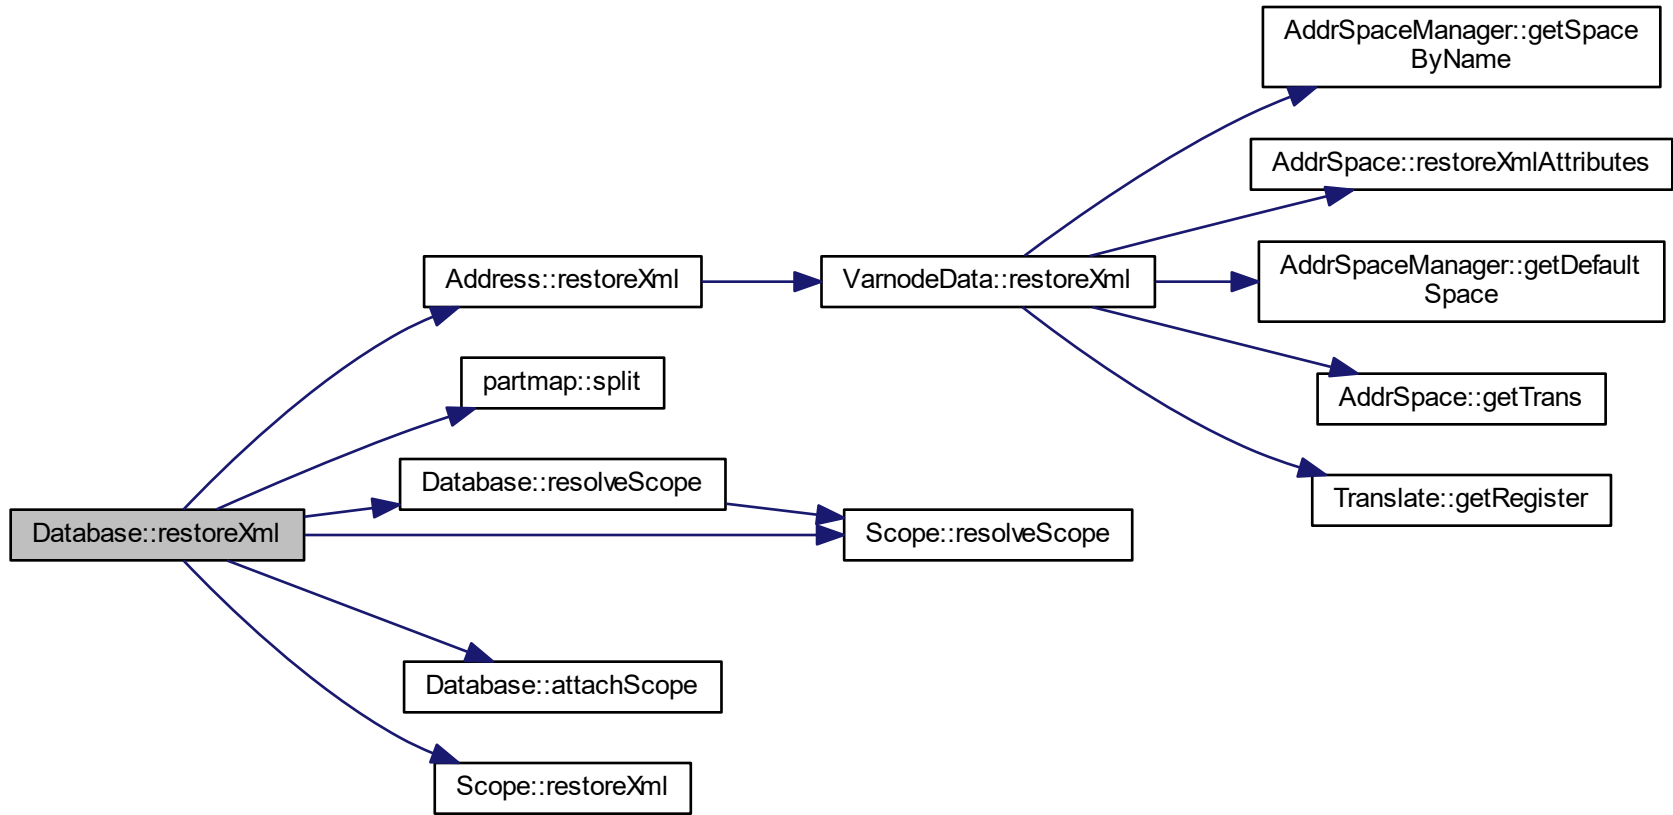 AddrSpaceManager::getSpace
ByName
AddrSpace::restoreXmlAttributes
Address::restoreXml
VarnodeData::restoreXml
AddrSpaceManager::getDefault
Space
partmap::split
AddrSpace::getTrans
Database::resolveScope
Translate::getRegister
Database::restoreXml
Scope::resolveScope
Database::attachScope
Scope::restoreXml